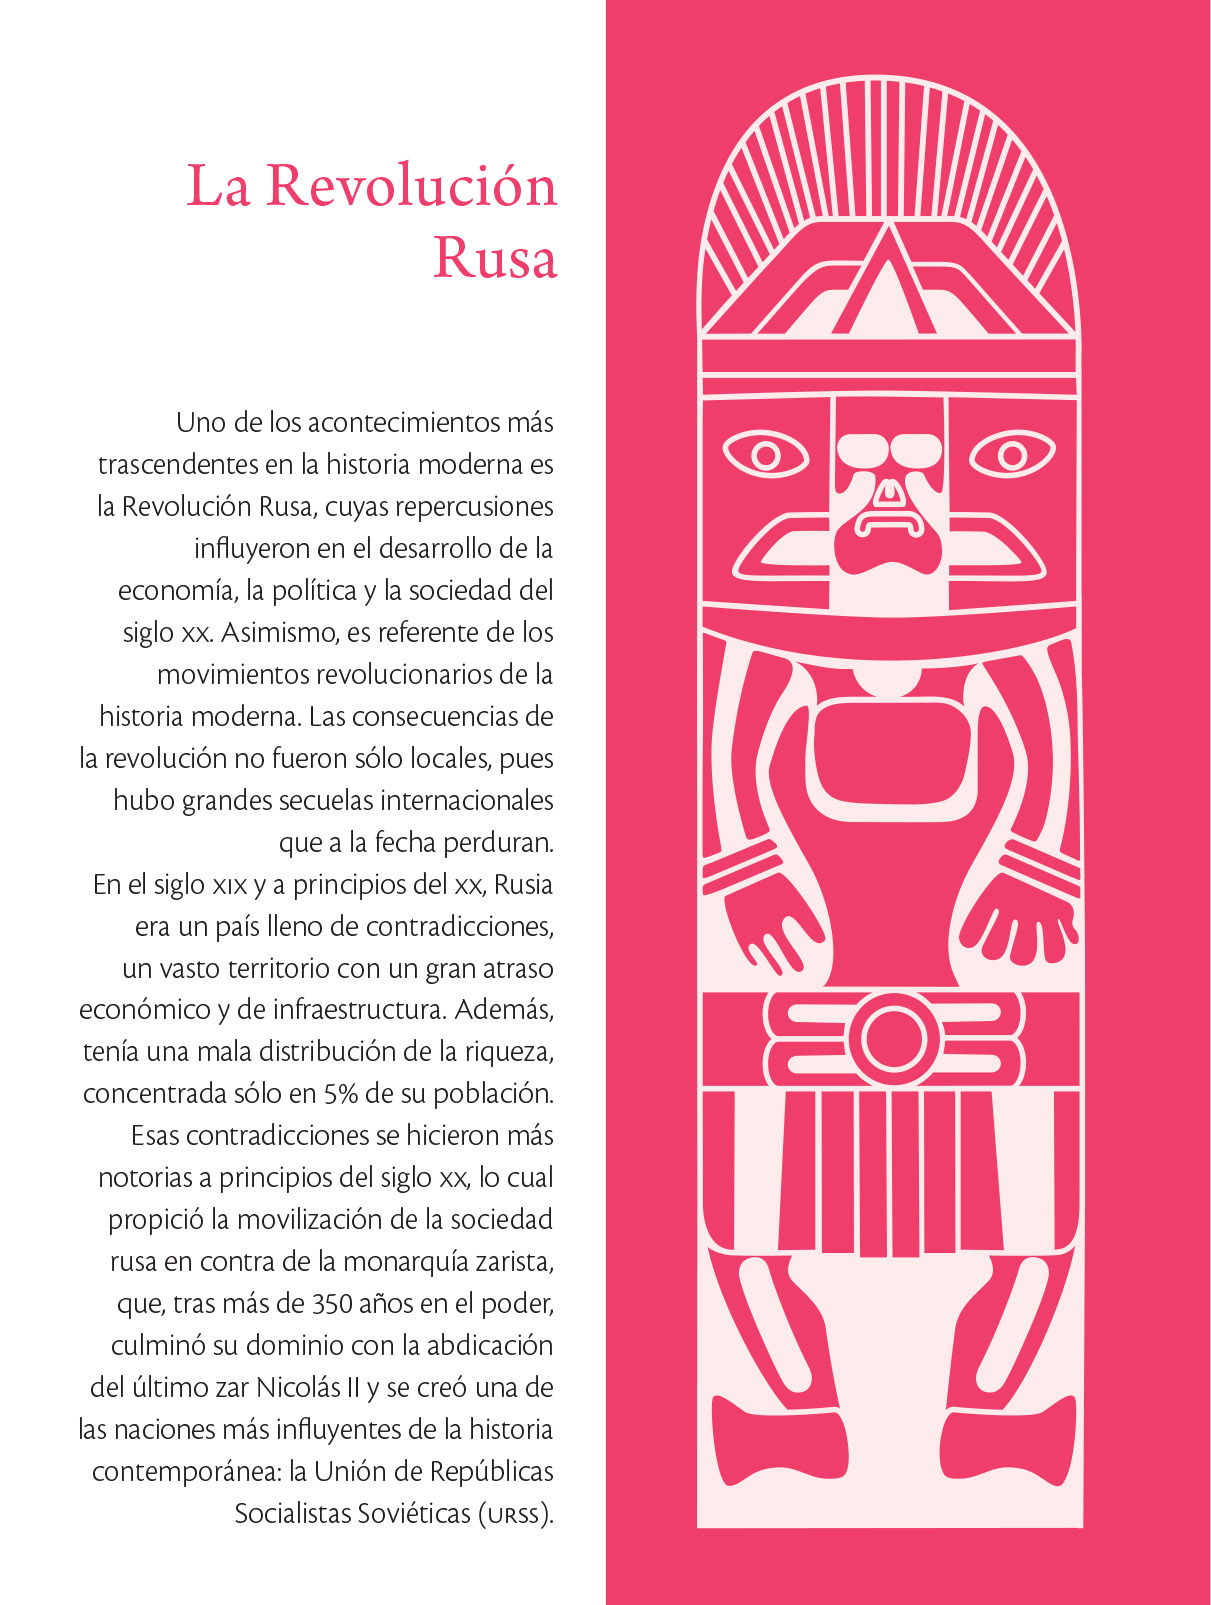 La Revolución
Rusa
Uno de los acontecimientos más
trascendentes en la historia moderna es
la Revolución Rusa, cuyas repercusiones
influyeron en el desarrollo de la
economía, la política y la sociedad del
siglo xx. Asimismo, es referente de los
movimientos revolucionarios de la
historia moderna. Las consecuencias de
la revolución no fueron sólo locales, pues
hubo grandes secuelas internacionales
que a la fecha perduran.
En el siglo xix y a principios del xx, Rusia
era un país lleno de contradicciones,
un vasto territorio con un gran atraso
económico y de infraestructura. Además,
tenía una mala distribución de la riqueza,
concentrada sólo en 5% de su población.
Esas contradicciones se hicieron más
notorias a principios del siglo xx, lo cual
propició la movilización de la sociedad
rusa en contra de la monarquía zarista,
que, tras más de 350 años en el poder,
culminó su dominio con la abdicación
del último zar Nicolás II y se creó una de
las naciones más influyentes de la historia
contemporánea: la Unión de Repúblicas
Socialistas Soviéticas (urss).